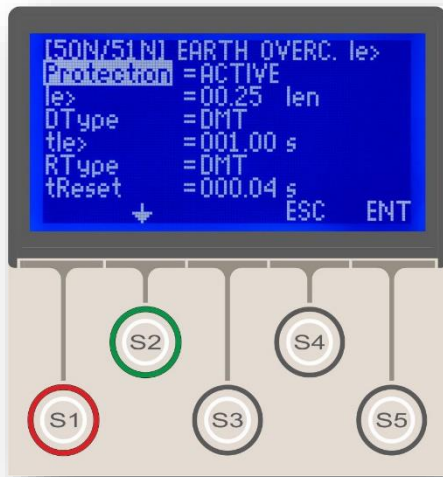 [50N/51N] EARTH OVERC. Ie>
Protection =ACTIVE
Ie> =00.25 Ien
DType =DMT
tIe> =001.00 s
RType =DMT
tReset =000.04 s
ESC ENT
S2 S4
S1 S3 S5